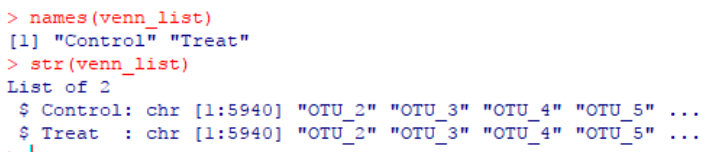 > names(venn_list)
[1] "Control" "Treat"
> str(venn_list)
List of 2
 $ Control: chr [1:5940] "OTU_2" "OTU_3" "OTU_4" "OTU_5" ...
 $ Treat  : chr [1:5940] "OTU_2" "OTU_3" "OTU_4" "OTU_5" ...